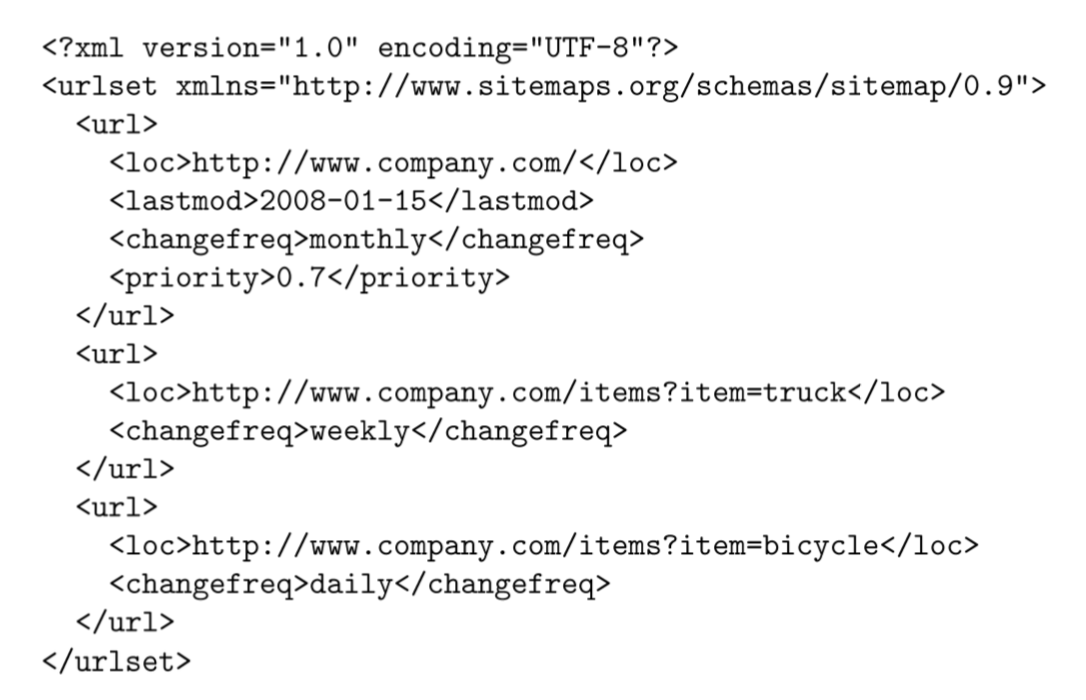 <?xml version="1.0" encoding="UTF-8"?>
<urlset xmlns="http://www.sitemaps.org/schemas/sitemap/0.9">
  <url>
    <loc>http://www.company.com/</loc>
    <lastmod>2008-01-15</lastmod>
    <changefreq>monthly</changefreq>
    <priority>0.7</priority>
  </url>
  <url>
    <loc>http://www.company.com/items?item=truck</loc>
    <changefreq>weekly</changefreq>
  </url>
  <url>
    <loc>http://www.company.com/items?item=bicycle</loc>
    <changefreq>daily</changefreq>
  </url>
</urlset>